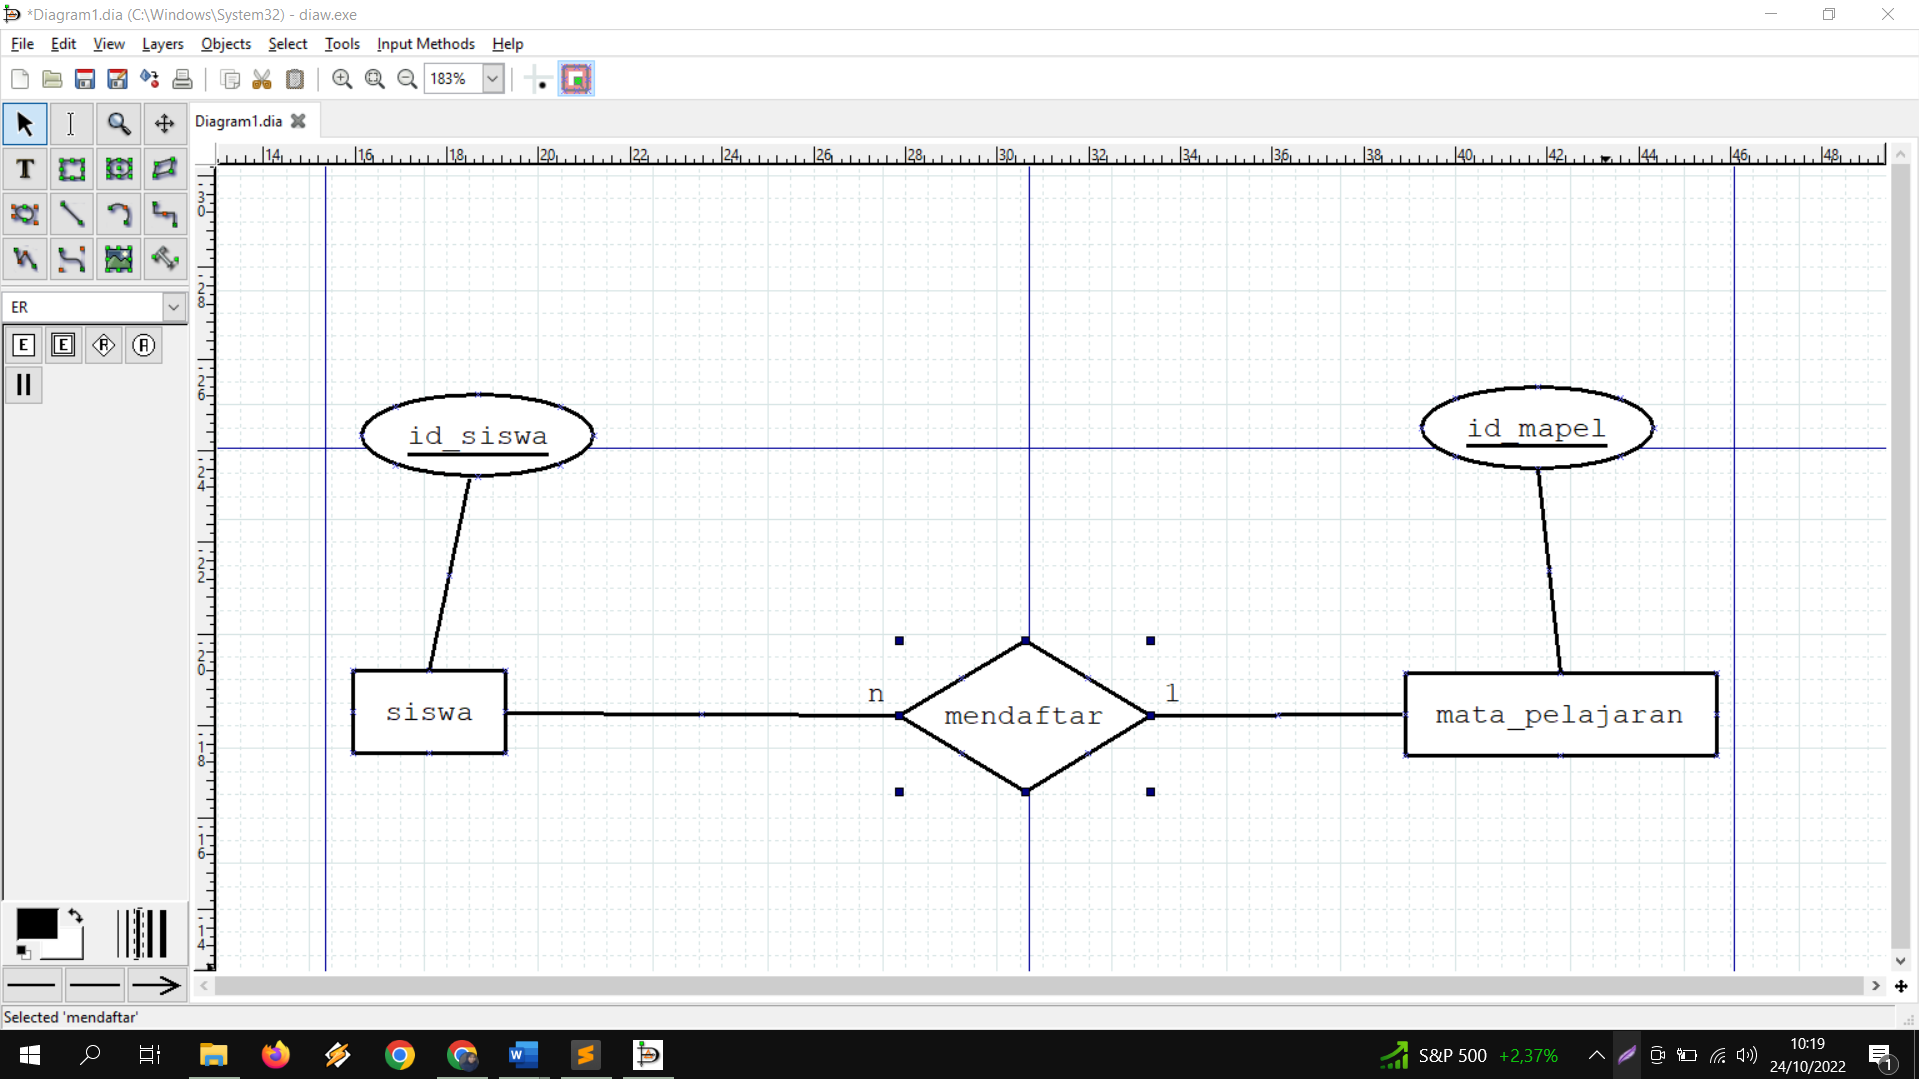 *Diagram1.dia (C:\Windows\System32) - diaw.exe
File Edit View Layers Objects Select Tools Input Methods Help
183%
Diagram1.dia
14 16 18 20 22 24 26 28 30 32 34 36 38 40 42 44 46 48
T
-30
-28
-26
-24
-22
-20
-18
-16
-14
ER
E E R A
id_siswa
id_mapel
n
1
siswa
mendaftar
mata_pelajaran
Selected 'mendaftar'
S&P 500 +2,37%
10:19
24/10/2022
1